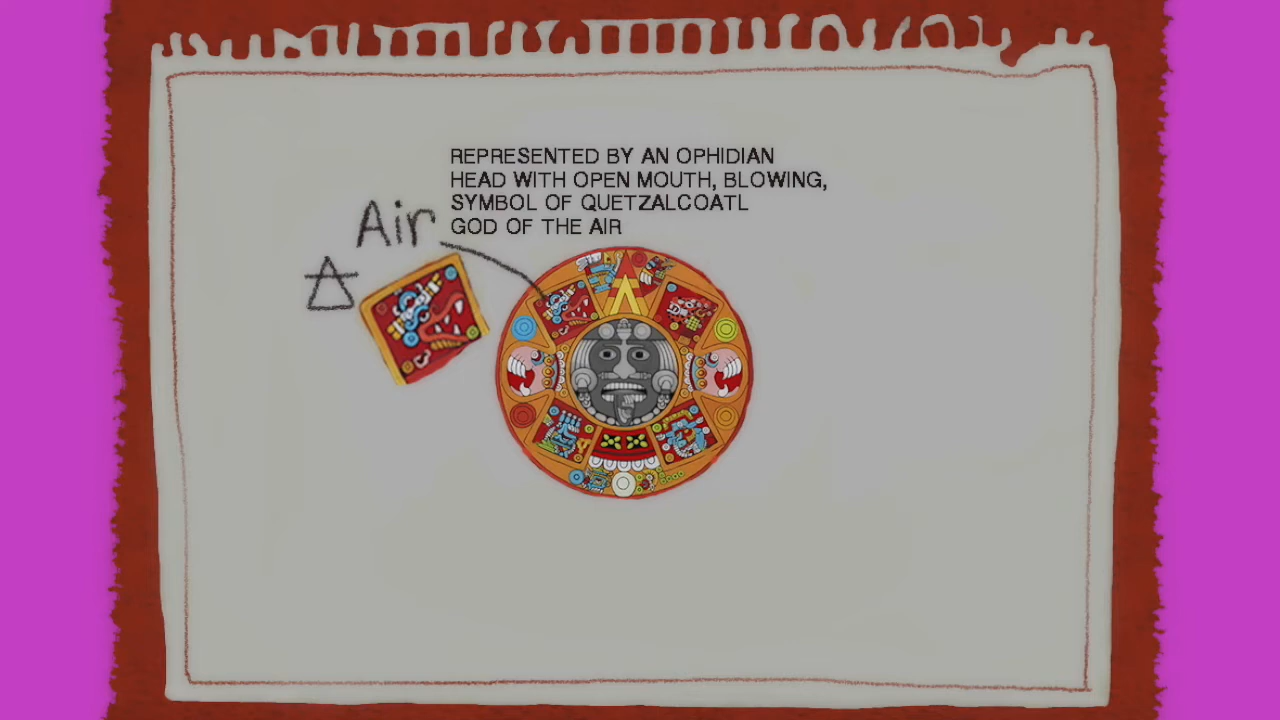 REPRESENTED BY AN OPHIDIAN
HEAD WITH OPEN MOUTH, BLOWING,
SYMBOL OF QUETZALCOATL
GOD OF THE AIR
Air